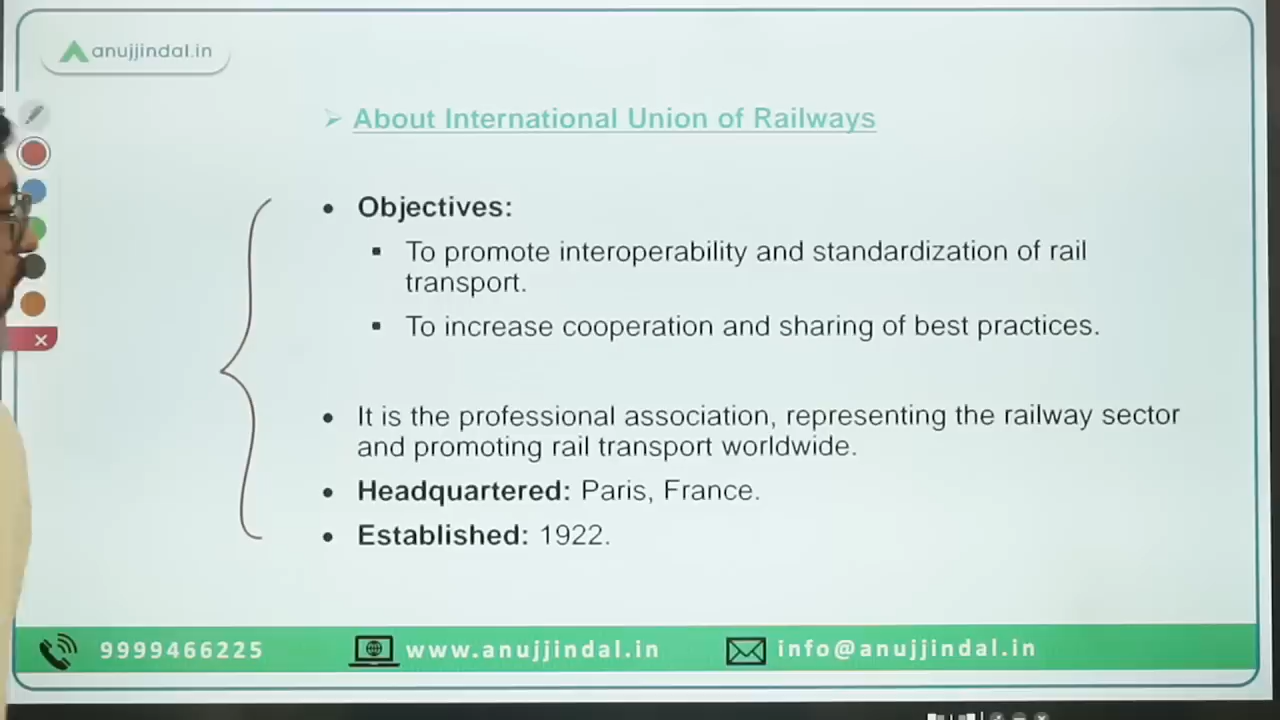 anujjindal.in
➢ About International Union of Railways
• Objectives:
▪ To promote interoperability and standardization of rail
transport.
▪ To increase cooperation and sharing of best practices.
• It is the professional association, representing the railway sector
and promoting rail transport worldwide.
• Headquartered: Paris, France.
• Established: 1922.
9999466225 www.anujjindal.in info@anujjindal.in